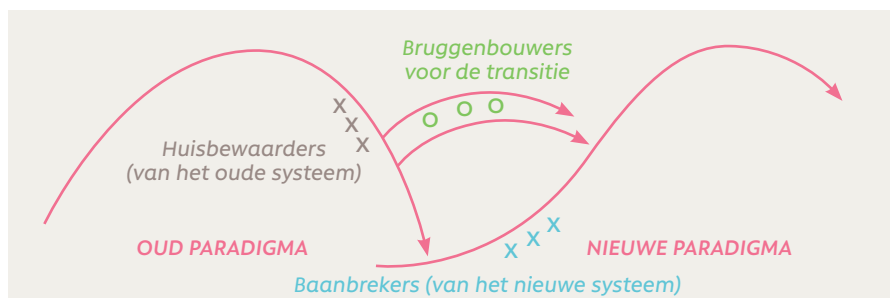 Bruggenbouwers
voor de transitie
X
X
X
O O O
Huisbewaarders
(van het oude systeem)
OUD PARADIGMA
X X X
NIEUWE PARADIGMA
Baanbrekers (van het nieuwe systeem)